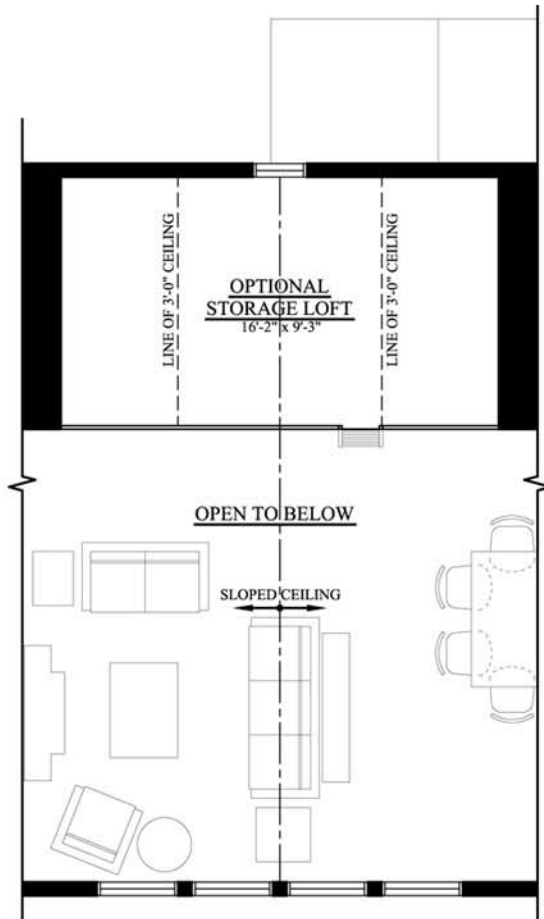 LINE OF 3'-0" CEILING
OPTIONAL
STORAGE LOFT
16'-2" x 9'-3"
LINE OF 3'-0" CEILING
OPEN TO BELOW
SLOPED CEILING